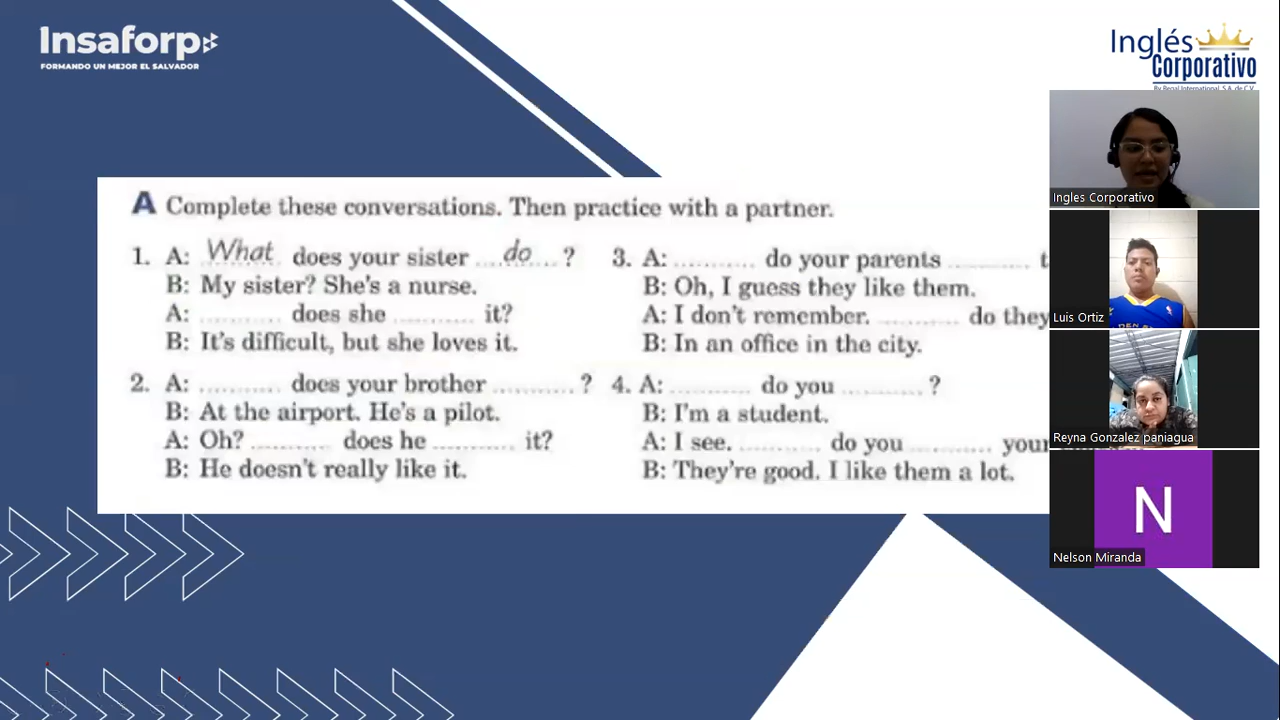 Insaforp
FORMANDO UN MEJOR EL SALVADOR
Inglés
Corporativo
By Regal International, S.A. de C.V.
A Complete these conversations. Then practice with a partner.
1. A: What does your sister do ?
B: My sister? She's a nurse.
A: .......... does she .......... it?
B: It's difficult, but she loves it.
2. A: .......... does your brother .......... ?
B: At the airport. He's a pilot.
A: Oh? .......... does he .......... it?
B: He doesn't really like it.
3. A: .......... do your parents .......... t
B: Oh, I guess they like them.
A: I don't remember. .......... do they
B: In an office in the city.
4. A: .......... do you .......... ?
B: I'm a student.
A: I see. .......... do you .......... your
B: They're good. I like them a lot.
Ingles Corporativo
Luis Ortiz
Reyna Gonzalez paniagua
N
Nelson Miranda